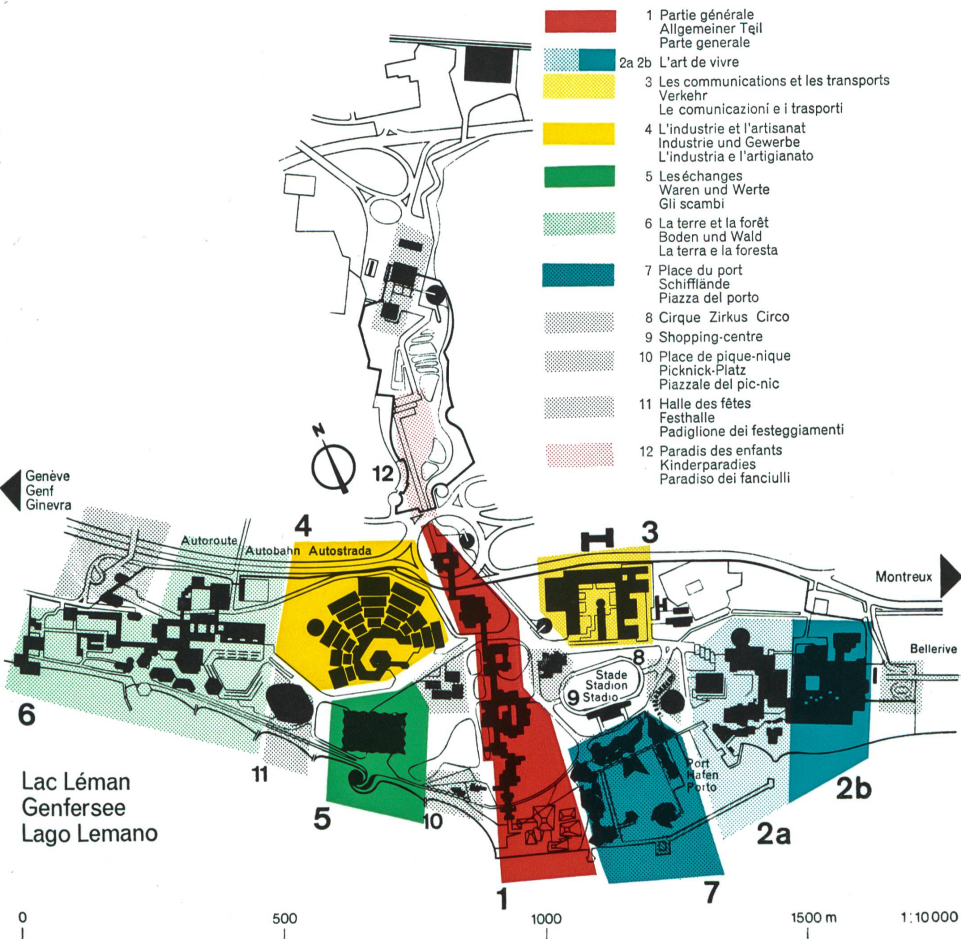 1 Partie générale
Allgemeiner Teil
Parte generale
2a 2b L'art de vivre
3 Les communications et les transports
Verkehr
Le comunicazioni e i trasporti
4 L'industrie et l'artisanat
Industrie und Gewerbe
L'industria e l'artigianato
5 Les échanges
Waren und Werte
Gli scambi
6 La terre et la forêt
Boden und Wald
La terra e la foresta
7 Place du port
Schifflände
Piazza del porto
8 Cirque Zirkus Circo
9 Shopping-centre
10 Place de pique-nique
Picknick-Platz
Piazzale del pic-nic
11 Halle des fêtes
Festhalle
Padiglione dei festeggiamenti
12 Paradis des enfants
Kinderparadies
Paradiso dei fanciulli
N
12
Genève
Genf
Ginevra
4
3
Autoroute Autobahn Autostrada
Montreux
Bellerive
8
Stade
Stadion
9 Stadio
6
11
Port
Hafen
Porto
Lac Léman
Genfersee
Lago Lemano
5
10
2b
2a
1
7
0 500 1000 1500 m 1:10000